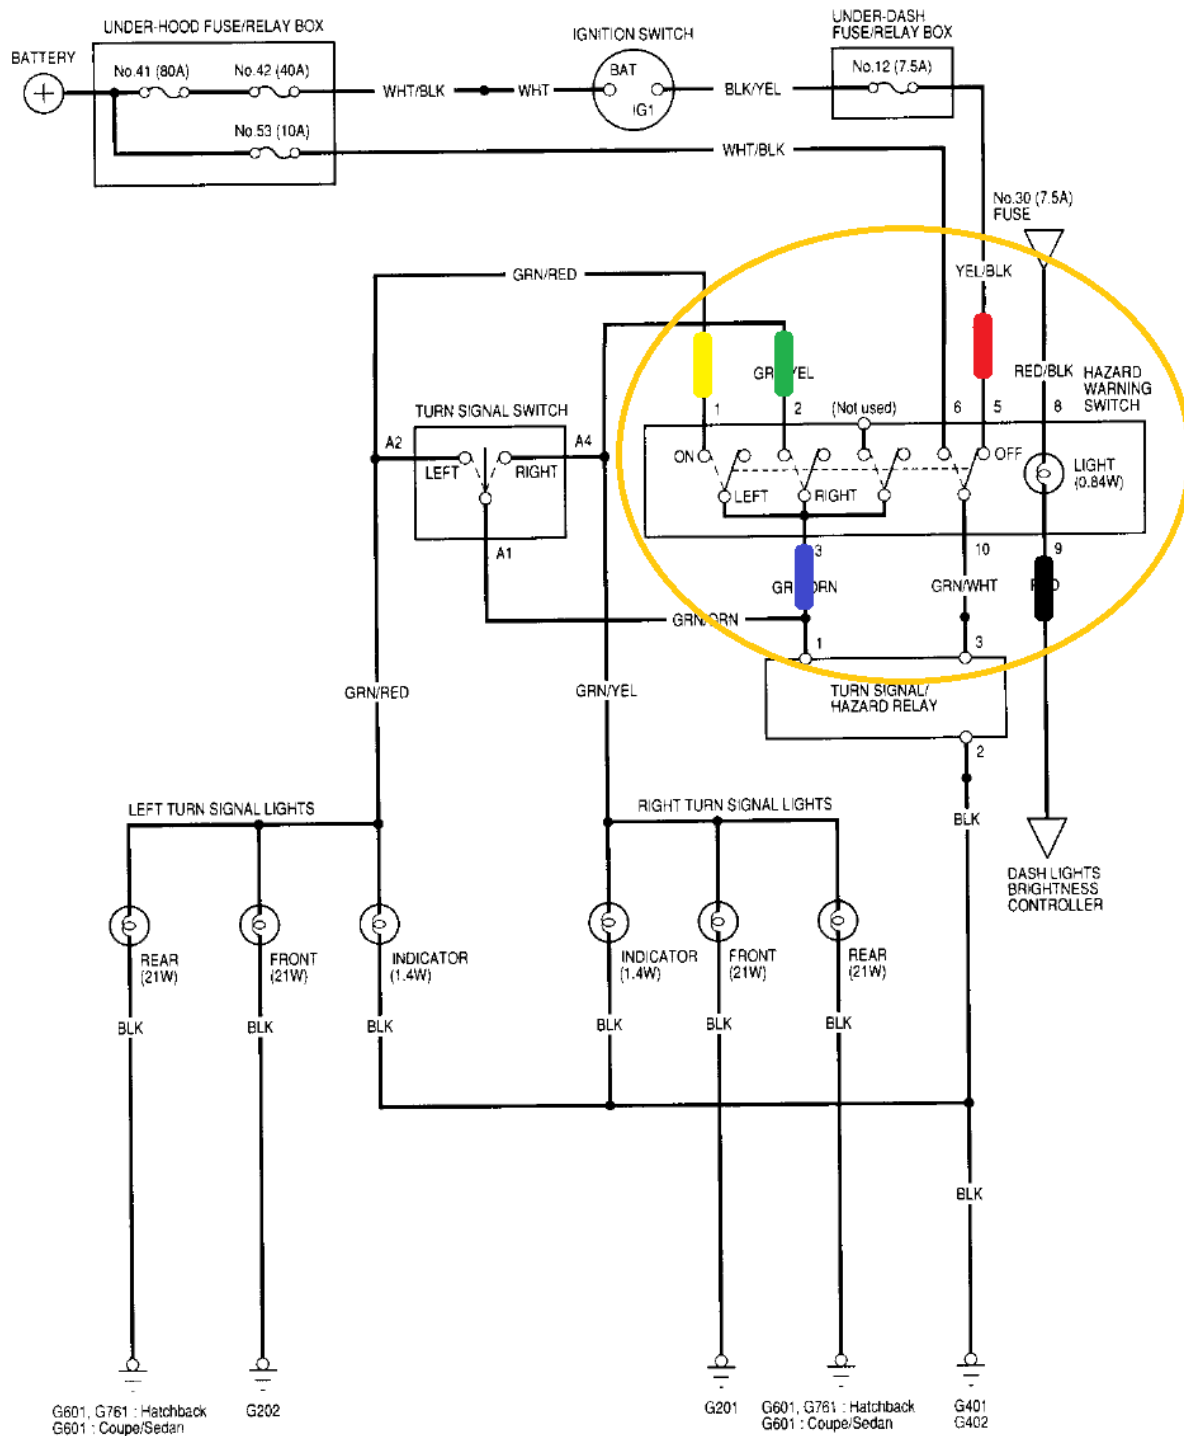 UNDER-HOOD FUSE/RELAY BOX
UNDER-DASH
FUSE/RELAY BOX
IGNITION SWITCH
BATTERY
No.41 (80A)
No.42 (40A)
BAT
No.12 (7.5A)
WHT/BLK
WHT
BLK/YEL
IG1
No.53 (10A)
WHT/BLK
No.30 (7.5A)
FUSE
GRN/RED
YEL/BLK
RED/BLK
HAZARD
WARNING
SWITCH
1
2
(Not used)
6
5
8
TURN SIGNAL SWITCH
A2
A4
LEFT
RIGHT
ON
OFF
LIGHT
(0.84W)
LEFT
RIGHT
A1
3
10
9
GRN/WHT
GRN/ORN
1
3
GRN/RED
GRN/YEL
TURN SIGNAL/
HAZARD RELAY
2
LEFT TURN SIGNAL LIGHTS
RIGHT TURN SIGNAL LIGHTS
BLK
DASH LIGHTS
BRIGHTNESS
CONTROLLER
REAR
(21W)
FRONT
(21W)
INDICATOR
(1.4W)
INDICATOR
(1.4W)
FRONT
(21W)
REAR
(21W)
BLK
BLK
BLK
BLK
BLK
BLK
BLK
G601, G761 : Hatchback
G601 : Coupe/Sedan
G202
G201
G601, G761 : Hatchback
G601 : Coupe/Sedan
G401
G402